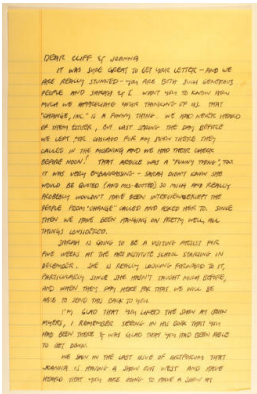 DEAR CLIFF & JOANNA
IT WAS SURE GREAT TO GET YOUR LETTER - AND WE
ARE REALLY STUNNED - YOU ARE BOTH SUCH GENEROUS
PEOPLE AND SARAH & I WANT YOU TO KNOW HOW
MUCH WE APPRECIATE YOUR THINKING OF US. THAT
"CHANGE, INC." IS A FUNNY THING. WE HAD NEVER HEARD
OF THEM EITHER, BUT LAST SPRING THE DAY BEFORE
WE LEFT FOR CHICAGO FOR MY SHOW THERE THEY
CALLED IN THE MORNING AND WE HAD THEIR CHECK
BEFORE NOON! THAT ARTICLE WAS A "FUNNY THING", TOO
IT WAS VERY EMBARRASSING - SARAH DIDN'T KNOW SHE
WOULD BE QUOTED (AND MIS-QUOTED) SO MUCH AND REALLY
PROBABLY WOULDN'T HAVE BEEN INTERVIEWED EXCEPT THE
PEOPLE FROM "CHANGE" CALLED AND ASKED HER TO. SINCE
THEN WE HAVE BEEN HANGING ON PRETTY WELL, ALL
THINGS CONSIDERED.
SARAH IS GOING TO BE A VISITING ARTIST FOR
FIVE WEEKS AT THE ART INSTITUTE SCHOOL STARTING IN
DECEMBER. SHE IS REALLY LOOKING FORWARD TO IT,
PARTICULARLY SINCE SHE HASN'T TAUGHT MUCH BEFORE,
AND WHEN THEY PAY HERE FOR THAT WE WILL BE
ABLE TO SEND THIS BACK TO YOU.
I'M GLAD THAT YOU LIKED THE SHOW AT
MYERS, I REMEMBER SEEING IN HIS BOOK THAT YOU
HAD BEEN THERE & WAS GLAD THAT YOU HAD BEEN ABLE
TO GET DOWN.
WE SAW IN THE LAST ISSUE OF ARTFORUM THAT
JOANNA IS HAVING A SHOW OUT WEST AND HAVE
HEARD THAT YOU ARE GOING TO HAVE A SHOW AT